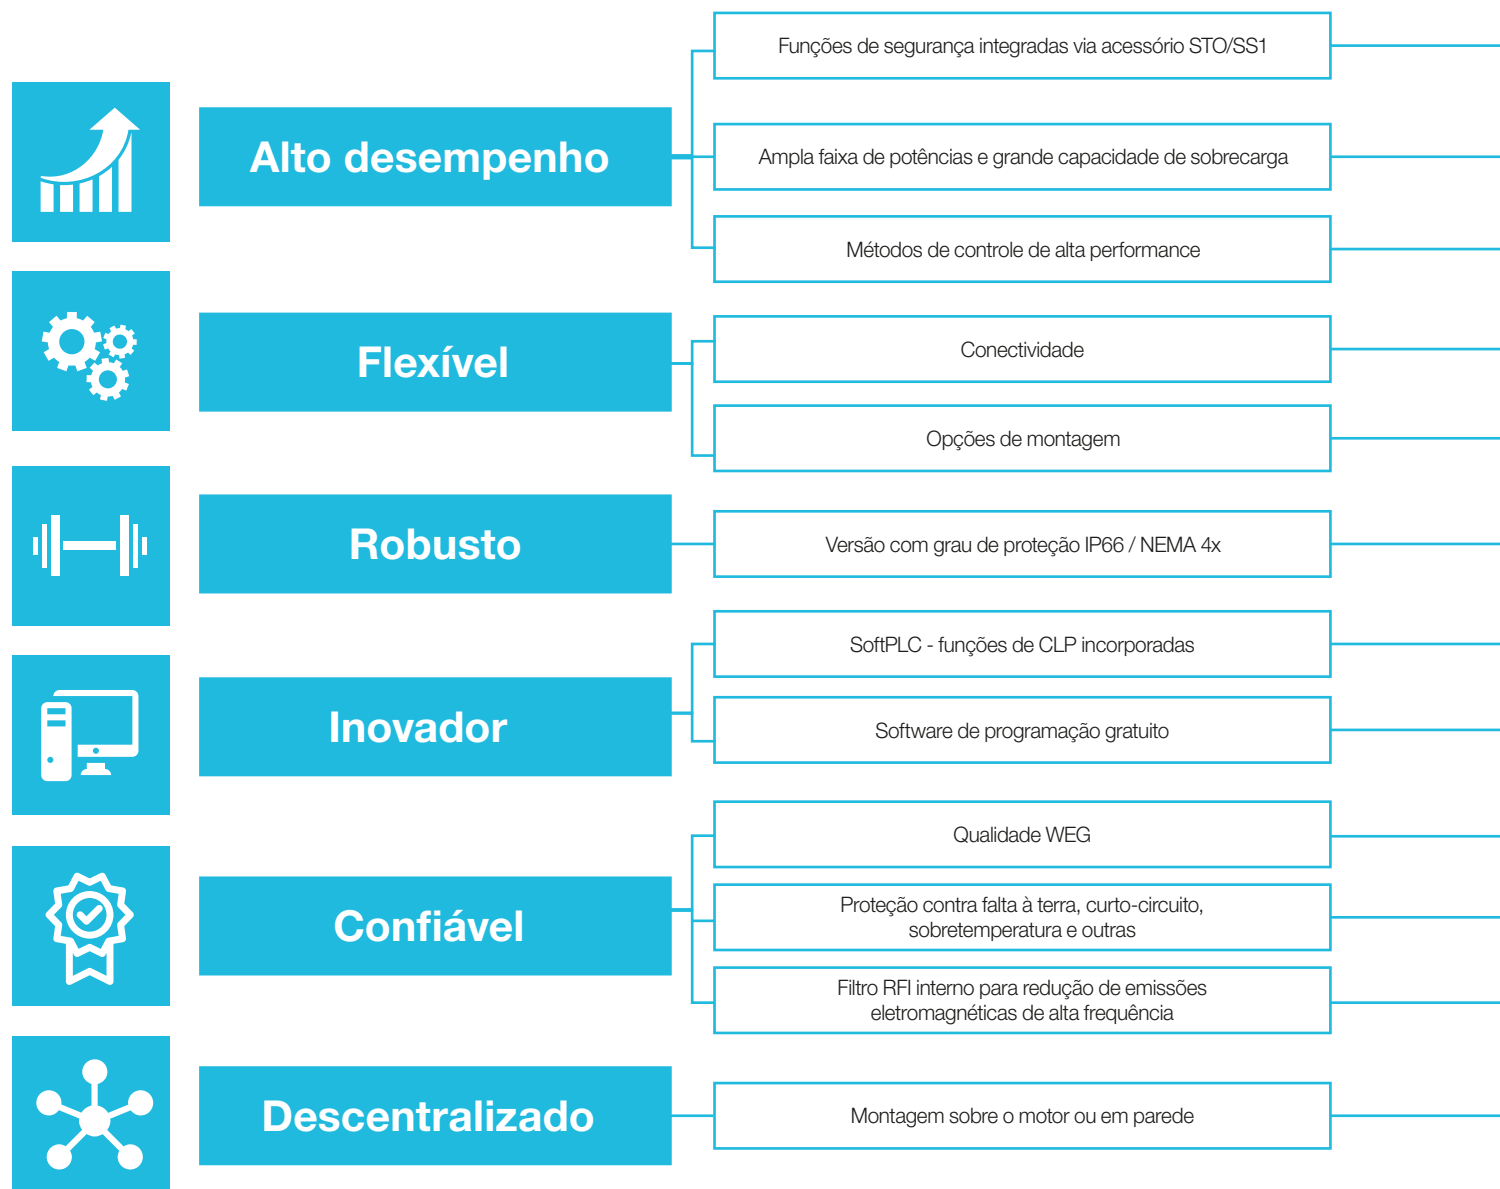 Alto desempenho
Funções de segurança integradas via acessório STO/SS1
Ampla faixa de potências e grande capacidade de sobrecarga
Métodos de controle de alta performance
Flexível
Conectividade
Opções de montagem
Robusto
Versão com grau de proteção IP66 / NEMA 4x
Inovador
SoftPLC - funções de CLP incorporadas
Software de programação gratuito
Confiável
Qualidade WEG
Proteção contra falta à terra, curto-circuito,
sobretemperatura e outras
Filtro RFI interno para redução de emissões
eletromagnéticas de alta frequência
Descentralizado
Montagem sobre o motor ou em parede